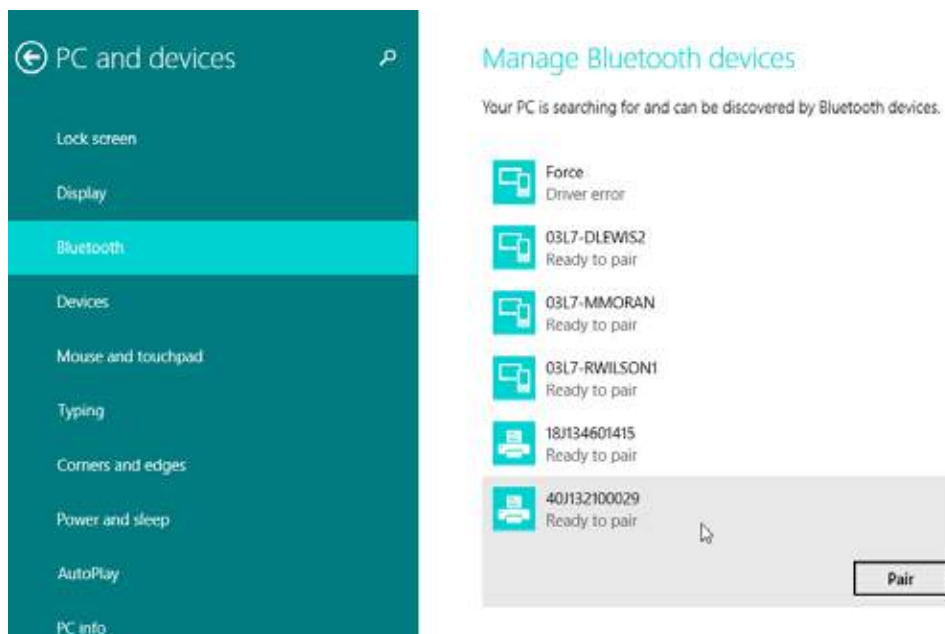 PC and devices
Lock screen
Display
Bluetooth
Devices
Mouse and touchpad
Typing
Corners and edges
Power and sleep
AutoPlay
PC info
Manage Bluetooth devices
Your PC is searching for and can be discovered by Bluetooth devices.
Force
Driver error
03L7-DLEWIS2
Ready to pair
03L7-MMORAN
Ready to pair
03L7-RWILSON1
Ready to pair
18J134601415
Ready to pair
40J132100029
Ready to pair
Pair